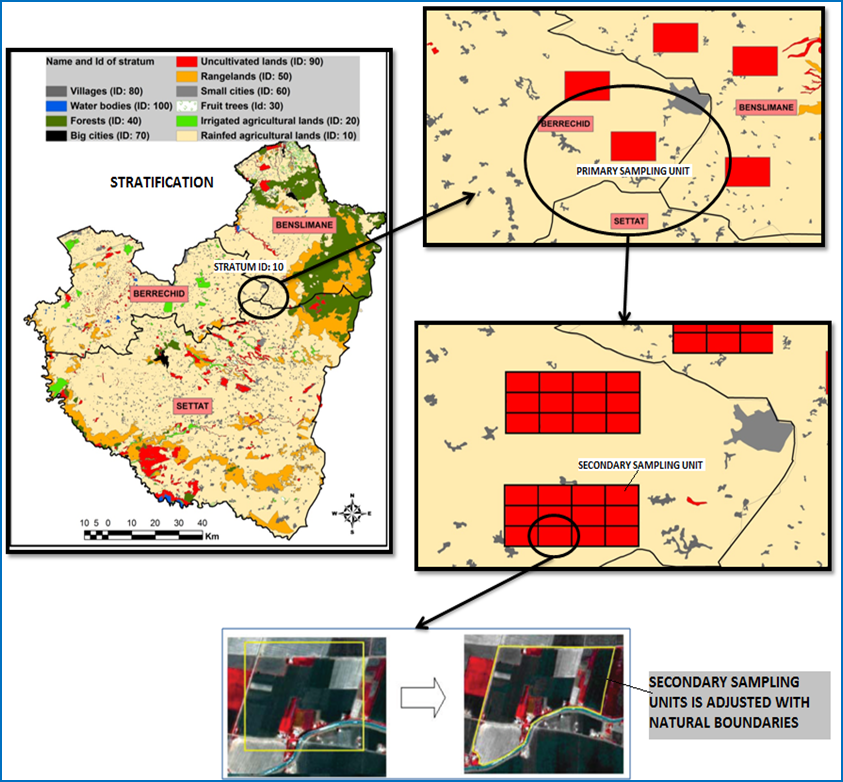 Name and Id of stratum
Uncultivated lands (ID: 90)
Rangelands (ID: 50)
Villages (ID: 80)
Small cities (ID: 60)
Water bodies (ID: 100)
Fruit trees (Id: 30)
Forests (ID: 40)
Irrigated agricultural lands (ID: 20)
Big cities (ID: 70)
Rainfed agricultural lands (ID: 10)
STRATIFICATION
BENSLIMANE
STRATUM ID: 10
BERRECHID
SETTAT
N
W
E
S
10 5 0 10 20 30 40
Km
BENSLIMANE
BERRECHID
PRIMARY SAMPLING UNIT
SETTAT
SECONDARY SAMPLING UNIT
SECONDARY SAMPLING
UNITS IS ADJUSTED WITH
NATURAL BOUNDARIES